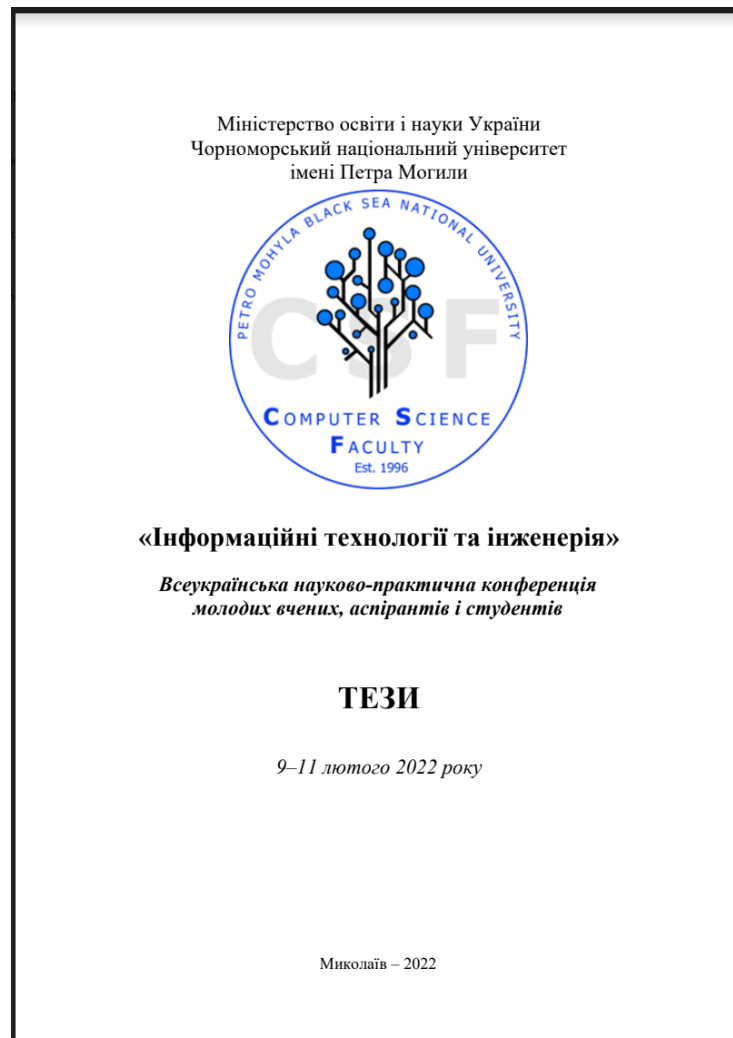 Міністерство освіти і науки України
Чорноморський національний університет
імені Петра Могили
PETRO MOHYLA BLACK SEA NATIONAL UNIVERSITY
CSF
COMPUTER SCIENCE
FACULTY
Est. 1996
«Інформаційні технології та інженерія»
Всеукраїнська науково-практична конференція
молодих вчених, аспірантів і студентів
ТЕЗИ
9–11 лютого 2022 року
Миколаїв – 2022